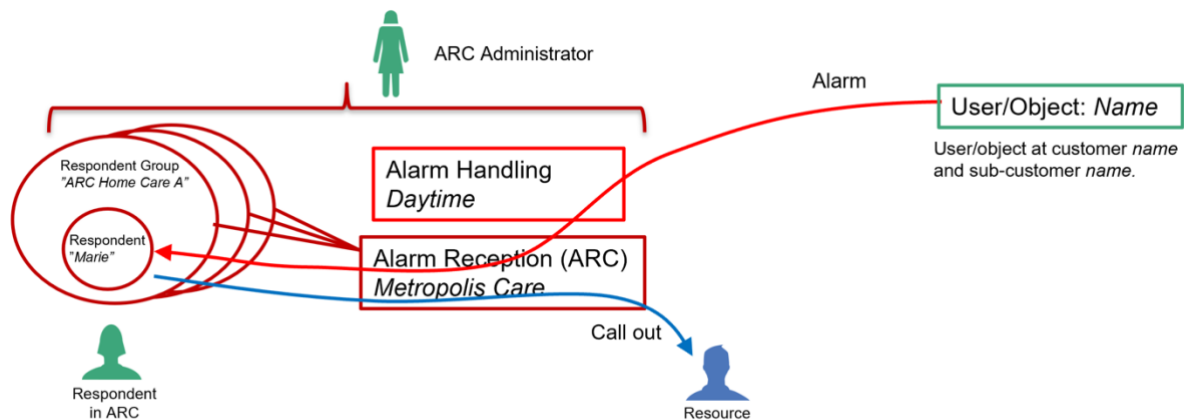 ARC Administrator
Alarm
User/Object: Name
User/object at customer name
and sub-customer name.
Respondent Group
"ARC Home Care A"
Respondent
"Marie"
Alarm Handling
Daytime
Alarm Reception (ARC)
Metropolis Care
Call out
Respondent
in ARC
Resource